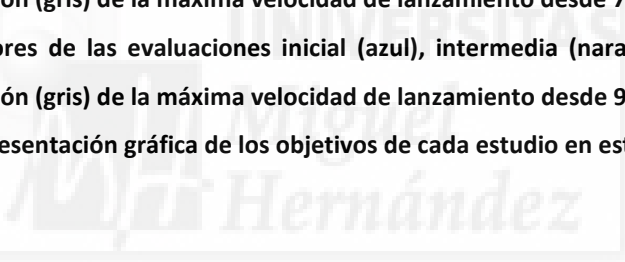 ón (gris) de la máxima velocidad de lanzamiento desde 7
ores de las evaluaciones inicial (azul), intermedia (nara
ón (gris) de la máxima velocidad de lanzamiento desde 9
esentación gráfica de los objetivos de cada estudio en est
UNIVERSITAS
Miguel
Hernández